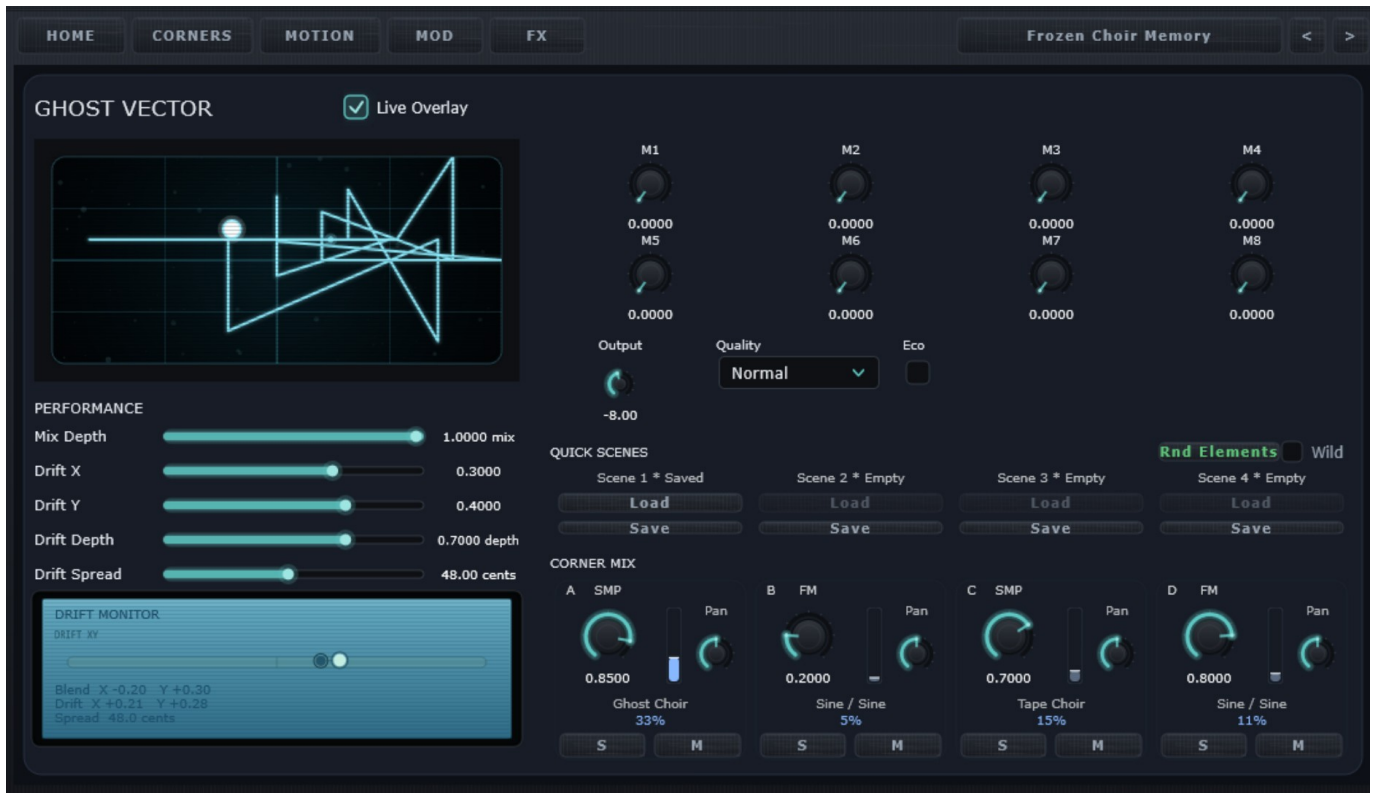 HOME CORNERS MOTION MOD FX Frozen Choir Memory < >
GHOST VECTOR Live Overlay
PERFORMANCE
Mix Depth 1.0000 mix
Drift X 0.3000
Drift Y 0.4000
Drift Depth 0.7000 depth
Drift Spread 48.00 cents
DRIFT MONITOR
DRIFT XY
Blend X -0.20 Y +0.30
Drift X +0.21 Y +0.28
Spread 48.0 cents
M1 M2 M3 M4
0.0000 0.0000 0.0000 0.0000
M5 M6 M7 M8
0.0000 0.0000 0.0000 0.0000
Output Quality Eco
Normal
-8.00
QUICK SCENES Rnd Elements Wild
Scene 1 * Saved Scene 2 * Empty Scene 3 * Empty Scene 4 * Empty
Load Load Load Load
Save Save Save Save
CORNER MIX
A SMP B FM C SMP D FM
Pan Pan Pan Pan
0.8500 0.2000 0.7000 0.8000
Ghost Choir Sine / Sine Tape Choir Sine / Sine
33% 5% 15% 11%
S M S M S M S M